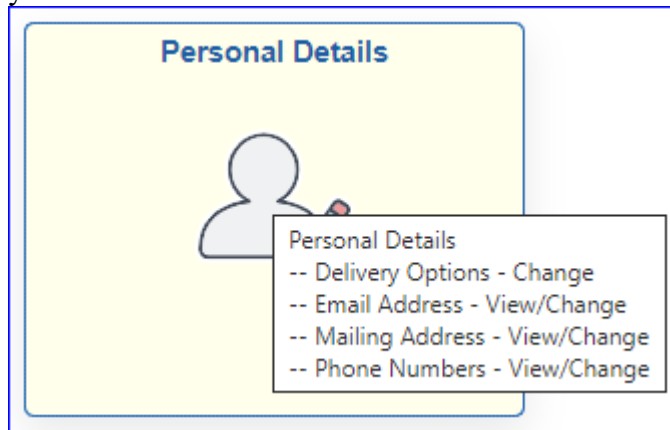 Personal Details
Personal Details
-- Delivery Options - Change
-- Email Address - View/Change
-- Mailing Address - View/Change
-- Phone Numbers - View/Change